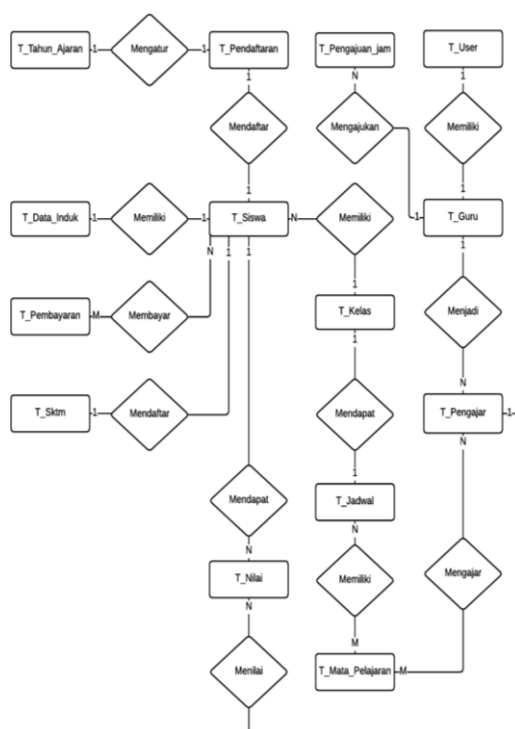 T_Tahun_Ajaran 1 Mengatur 1 T_Pendaftaran
T_Pengajuan_jam
T_User
1
N
1
Mendaftar
Mengajukan
Memiliki
1
1
T_Data_Induk 1 Memiliki 1 T_Siswa N Memiliki
1 T_Guru
N 1 1
1
1
T_Pembayaran M Membayar
T_Kelas
Menjadi
1
N
T_Sktm 1 Mendaftar
Mendapat
T_Pengajar 1
N
1
Mendapat
T_Jadwal
N
N
T_Nilai
Memiliki
Mengajar
N
M
Menilai
T_Mata_Pelajaran M